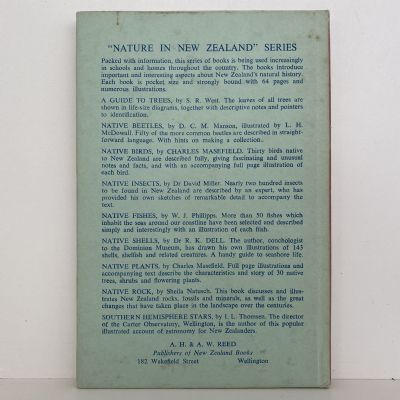 "NATURE IN NEW ZEALAND" SERIES
Packed with information, this series of books is being used increasingly
in schools and homes throughout the country. The books introduce
important and interesting aspects about New Zealand's natural history.
Each book is pocket size and strongly bound with 64 pages and
numerous illustrations.
A GUIDE TO TREES, by S. R. West. The leaves of all trees are
shown in life-size diagrams, together with descriptive notes and pointers
to identification.
NATIVE BEETLES, by D. C. M. Manson, illustrated by L. H.
McDowall. Fifty of the more common beetles are described in straight-
forward language. With hints on making a collection.
NATIVE BIRDS, by CHARLES MASEFIELD. Thirty birds native
to New Zealand are described fully, giving fascinating and unusual
notes and facts, and with an accompanying full page illustration of
each bird.
NATIVE INSECTS, by Dr David Miller. Nearly two hundred insects
to be found in New Zealand are described by an expert, who has
provided his own sketches of remarkable detail to accompany the
text.
NATIVE FISHES, by W. J. Phillipps. More than 50 fishes which
inhabit the seas around our coastline have been selected and described
simply and interestingly with an illustration of each fish.
NATIVE SHELLS, by Dr R. K. DELL. The author, conchologist
to the Dominion Museum, has drawn his own illustrations of 143
shells, shellfish and related creatures. A handy guide to seashore life.
NATIVE PLANTS, by Charles Masefield. Full page illustrations and
accompanying text describe the characteristics and story of 30 native
trees, shrubs and flowering plants.
NATIVE ROCK, by Sheila Natusch. This book discusses and illus-
trates New Zealand rocks, fossils and minerals, as well as the great
changes that have taken place in the landscape over the centuries.
SOUTHERN HEMISPHERE STARS, by I. L. Thomsen. The director
of the Carter Observatory, Wellington, is the author of this popular
illustrated account of astronomy for New Zealanders.
A. H. & A. W. REED
Publishers of New Zealand Books
182 Wakefield Street Wellington